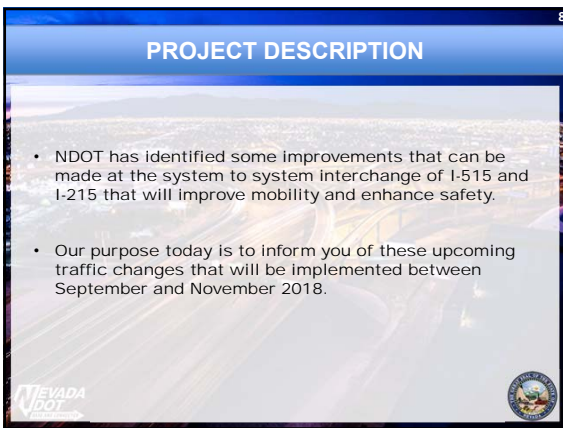 8
PROJECT DESCRIPTION
• NDOT has identified some improvements that can be
made at the system to system interchange of I-515 and
I-215 that will improve mobility and enhance safety.
• Our purpose today is to inform you of these upcoming
traffic changes that will be implemented between
September and November 2018.
NEVADA
DOT